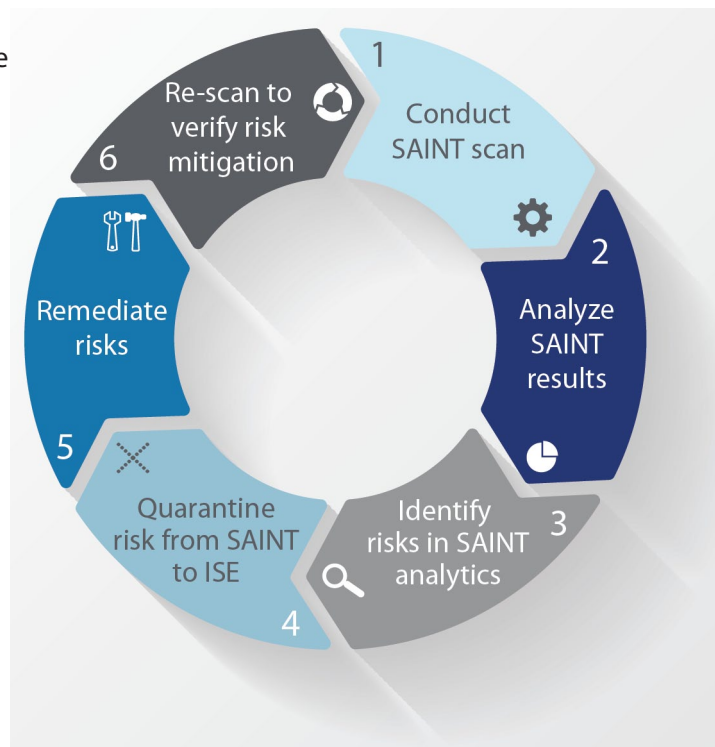 e
1
Conduct
SAINT scan
2
Analyze
SAINT
results
3
Identify
risks in SAINT
analytics
4
Quarantine
risk from SAINT
to ISE
5
Remediate
risks
6
Re-scan to
verify risk
mitigation